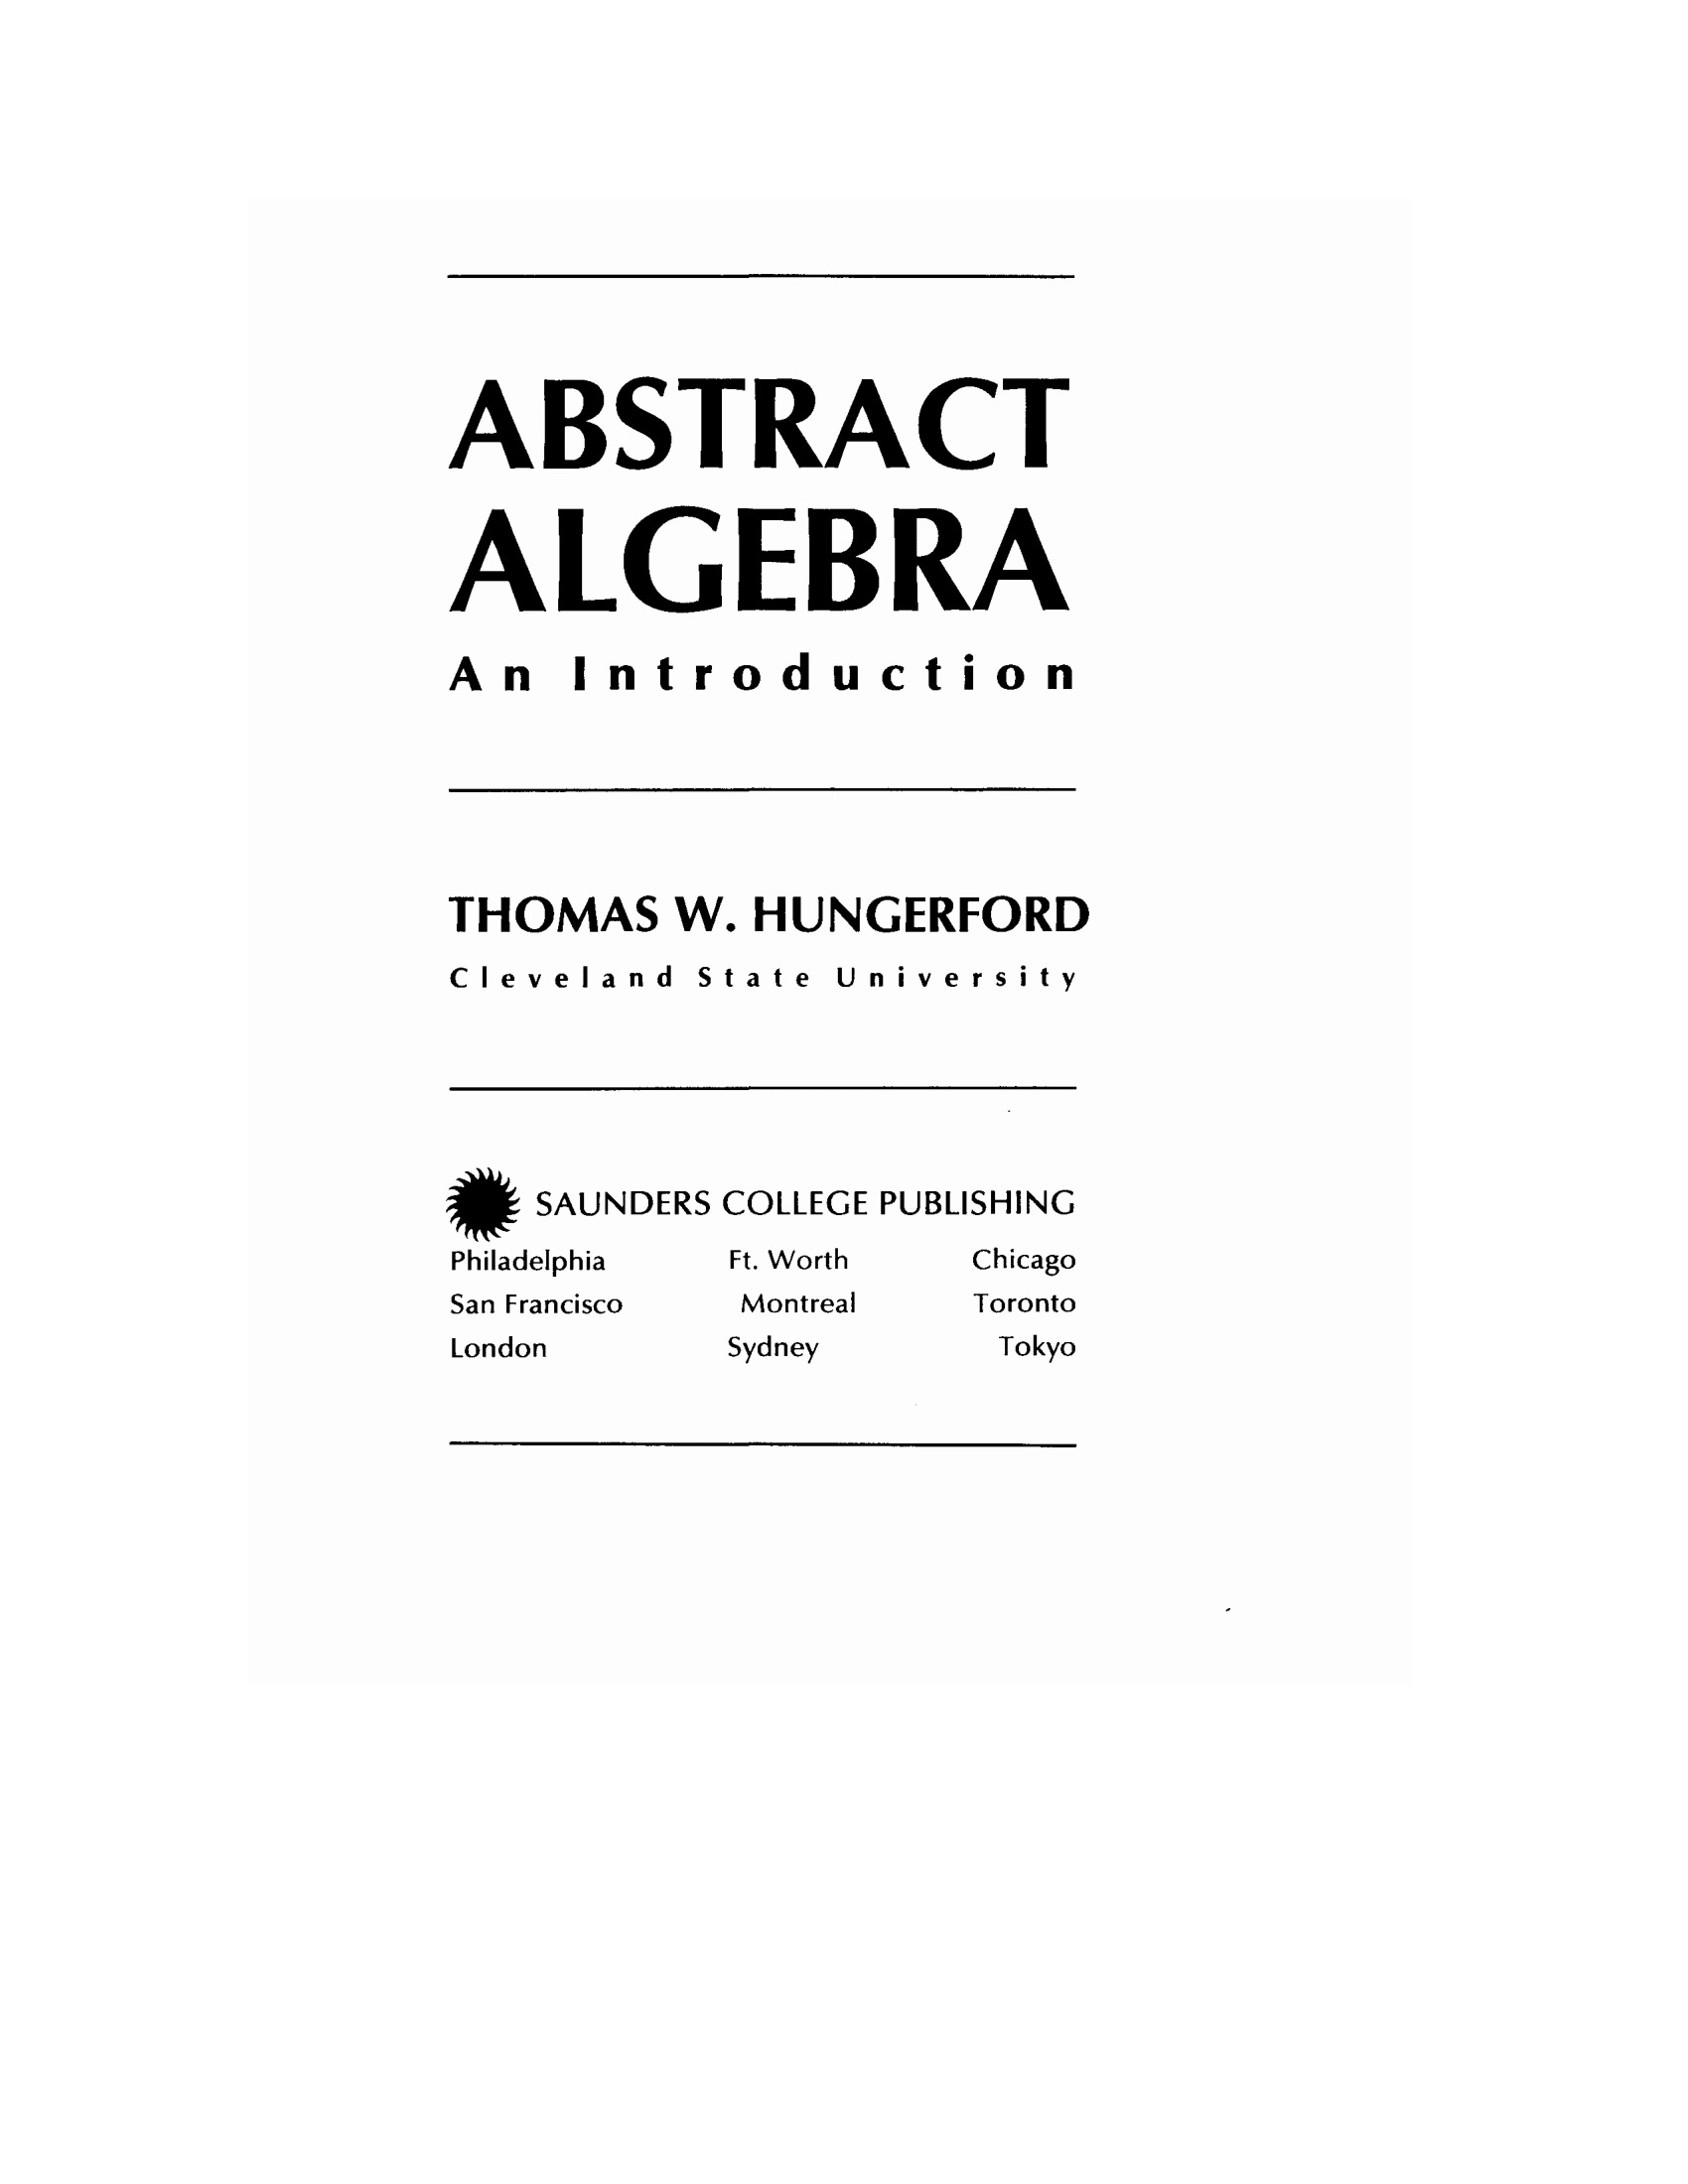 ABSTRACT
ALGEBRA
An Introduction
THOMAS W. HUNGERFORD
Cleveland State University
SAUNDERS COLLEGE PUBLISHING
Philadelphia Ft. Worth Chicago
San Francisco Montreal Toronto
London Sydney Tokyo